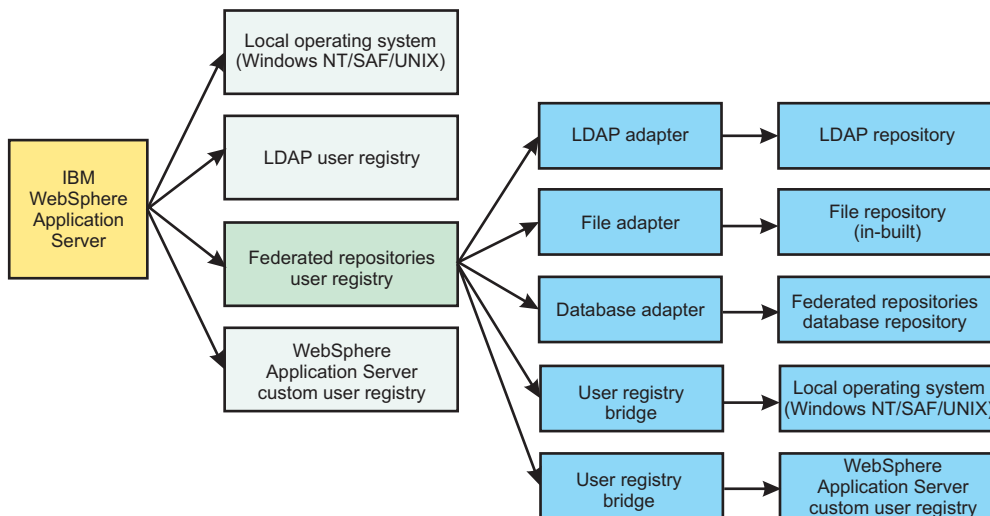 IBM
WebSphere
Application
Server
Local operating system
(Windows NT/SAF/UNIX)
LDAP user registry
Federated repositories
user registry
WebSphere
Application Server
custom user registry
LDAP adapter
File adapter
Database adapter
User registry
bridge
User registry
bridge
LDAP repository
File repository
(in-built)
Federated repositories
database repository
Local operating system
(Windows NT/SAF/UNIX)
WebSphere
Application Server
custom user registry